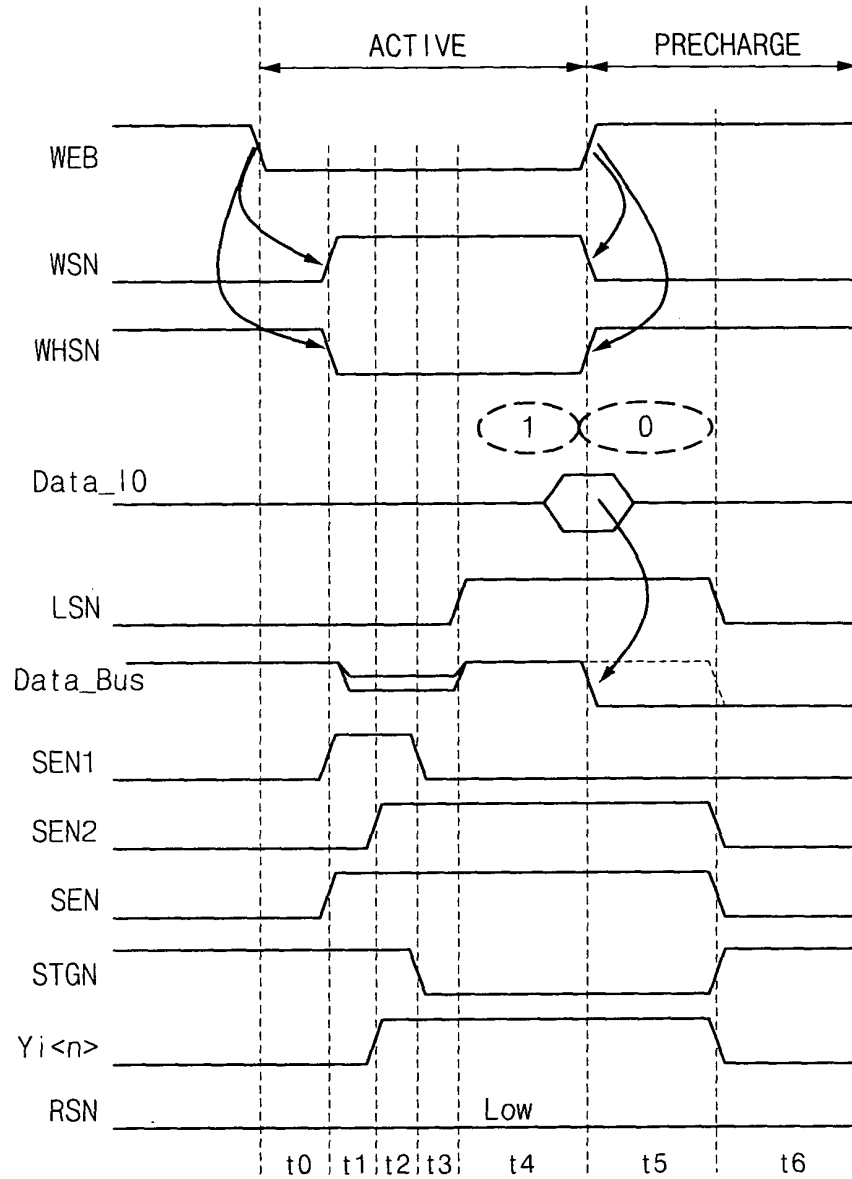 ACTIVE PRECHARGE
WEB
WSN
WHSN
1 0
Data_IO
LSN
Data_Bus
SEN1
SEN2
SEN
STGN
Yi<n>
RSN Low
t0 t1 t2 t3 t4 t5 t6